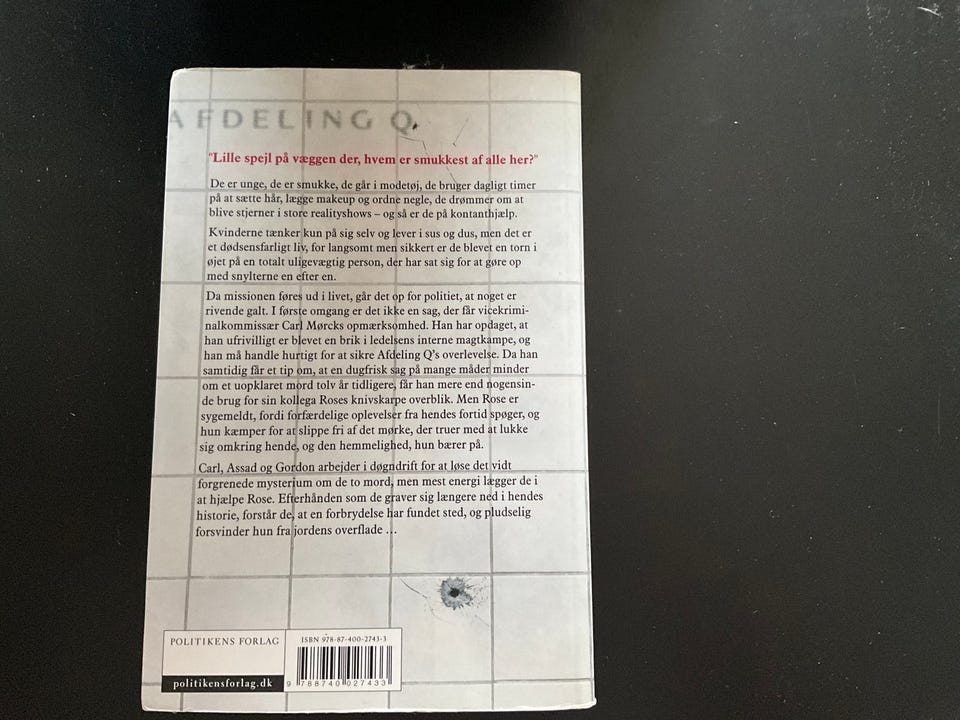 AFDELING Q
"Lille spejl på væggen der, hvem er smukkest af alle her?"
De er unge, de er smukke, de går i modetøj, de bruger dagligt timer
på at sætte hår, lægge makeup og ordne negle, de drømmer om at
blive stjerner i store realityshows – og så er de på kontanthjælp.
Kvinderne tænker kun på sig selv og lever i sus og dus, men det er
et dødsensfarligt liv, for langsomt men sikkert er de blevet en torn i
øjet på en totalt uligevægtig person, der har sat sig for at gøre op
med snylterne en efter en.
Da missionen føres ud i livet, går det op for politiet, at noget er
rivende galt. I første omgang er det ikke en sag, der får vicekrimi-
nalkommissær Carl Mørcks opmærksomhed. Han har opdaget, at
han ufrivilligt er blevet en brik i ledelsens interne magtkampe, og
han må handle hurtigt for at sikre Afdeling Q's overlevelse. Da han
samtidig får et tip om, at en dugfrisk sag på mange måder minder
om et uopklaret mord tolv år tidligere, får han mere end nogensin-
de brug for sin kollega Roses knivskarpe overblik. Men Rose er
sygemeldt, fordi forfærdelige oplevelser fra hendes fortid spøger, og
hun kæmper for at slippe fri af det mørke, der truer med at lukke
sig omkring hende, og den hemmelighed, hun bærer på.
Carl, Assad og Gordon arbejder i døgndrift for at løse det vidt
forgrenede mysterium om de to mord, men mest energi lægger de i
at hjælpe Rose. Efterhånden som de graver sig længere ned i hendes
historie, forstår de, at en forbrydelse har fundet sted, og pludselig
forsvinder hun fra jordens overflade ...
POLITIKENS FORLAG
politikensforlag.dk
ISBN 978-87-400-2743-3
9 788740 027433